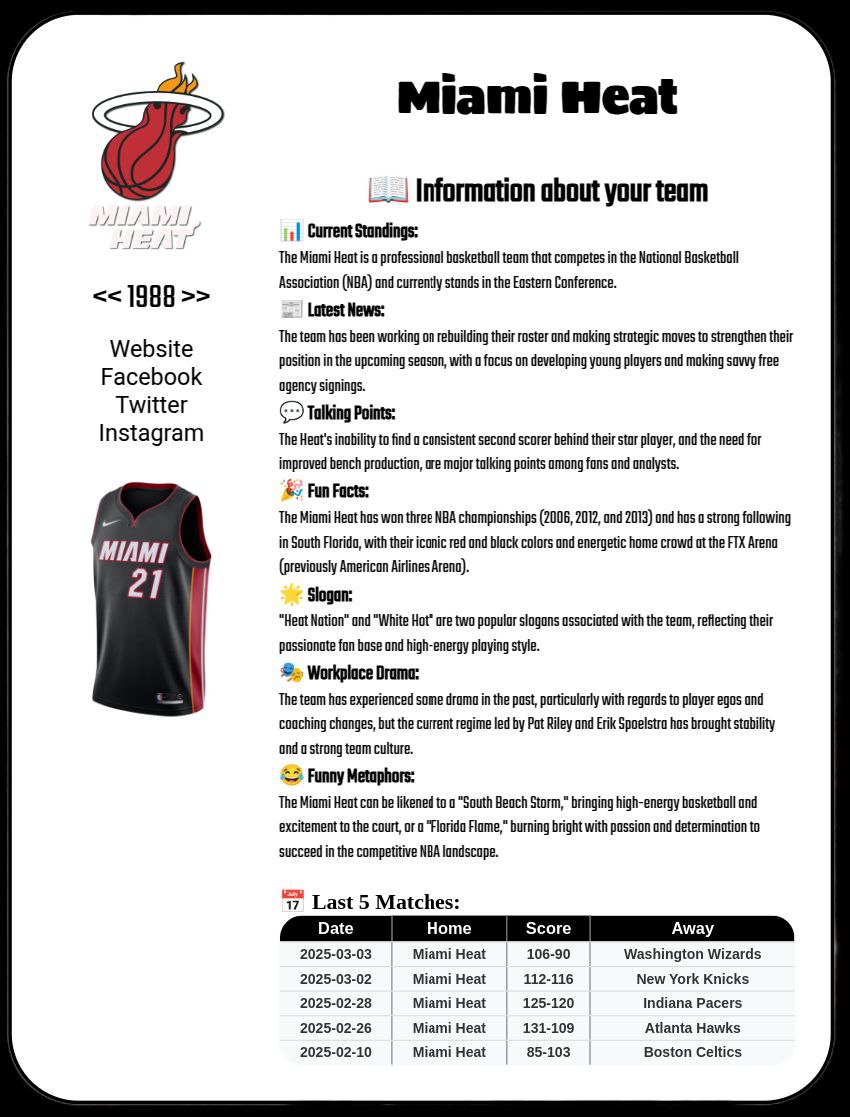 MIAMI
HEAT
<< 1988 >>
Website
Facebook
Twitter
Instagram
MIAMI
21
Miami Heat
📖 Information about your team
📊 Current Standings:
The Miami Heat is a professional basketball team that competes in the National Basketball
Association (NBA) and currently stands in the Eastern Conference.
📰 Latest News:
The team has been working on rebuilding their roster and making strategic moves to strengthen their
position in the upcoming season, with a focus on developing young players and making savvy free
agency signings.
💬 Talking Points:
The Heat's inability to find a consistent second scorer behind their star player, and the need for
improved bench production, are major talking points among fans and analysts.
🎉 Fun Facts:
The Miami Heat has won three NBA championships (2006, 2012, and 2013) and has a strong following
in South Florida, with their iconic red and black colors and energetic home crowd at the FTX Arena
(previously American Airlines Arena).
🌟 Slogan:
"Heat Nation" and "White Hot" are two popular slogans associated with the team, reflecting their
passionate fan base and high-energy playing style.
🎭 Workplace Drama:
The team has experienced some drama in the past, particularly with regards to player egos and
coaching changes, but the current regime led by Pat Riley and Erik Spoelstra has brought stability
and a strong team culture.
😂 Funny Metaphors:
The Miami Heat can be likened to a "South Beach Storm," bringing high-energy basketball and
excitement to the court, or a "Florida Flame," burning bright with passion and determination to
succeed in the competitive NBA landscape.
📅 Last 5 Matches:
Date Home Score Away
2025-03-03 Miami Heat 106-90 Washington Wizards
2025-03-02 Miami Heat 112-116 New York Knicks
2025-02-28 Miami Heat 125-120 Indiana Pacers
2025-02-26 Miami Heat 131-109 Atlanta Hawks
2025-02-10 Miami Heat 85-103 Boston Celtics